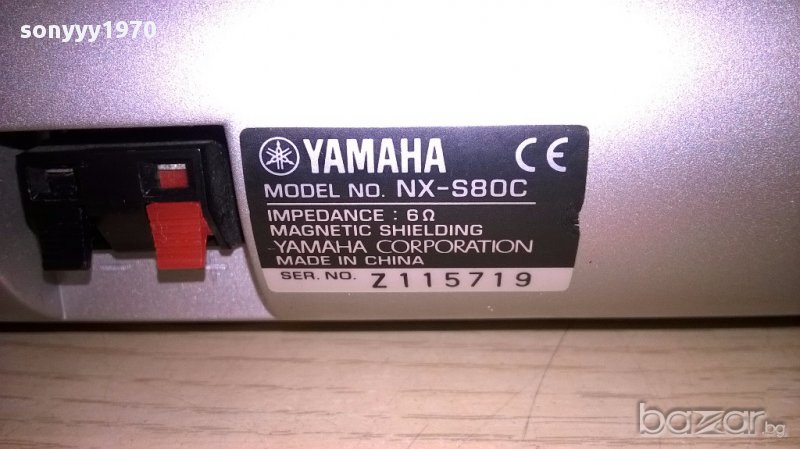 sonyyy1970
YAMAHA CE
MODEL NO. NX-S80C
IMPEDANCE : 6Ω
MAGNETIC SHIELDING
YAMAHA CORPORATION
MADE IN CHINA
SER. NO. Z115719
bazar.bg